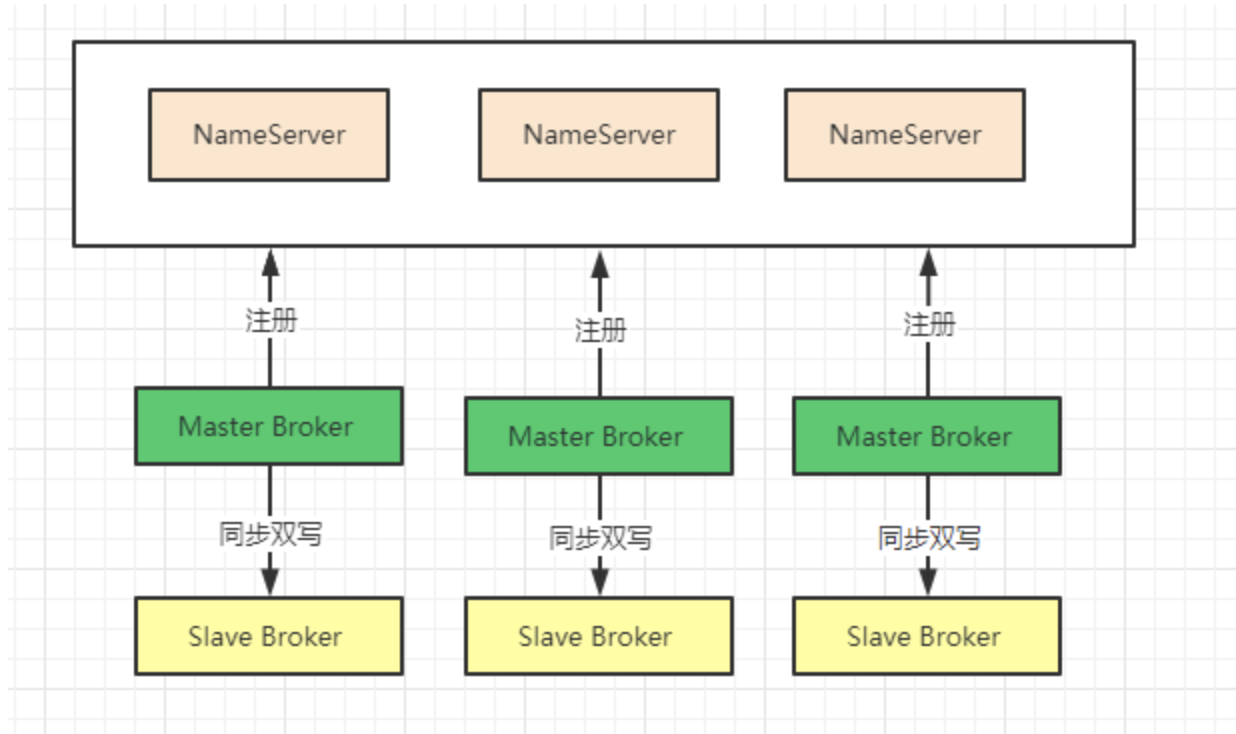 NameServer
NameServer
NameServer
注册
注册
注册
Master Broker
Master Broker
Master Broker
同步双写
同步双写
同步双写
Slave Broker
Slave Broker
Slave Broker